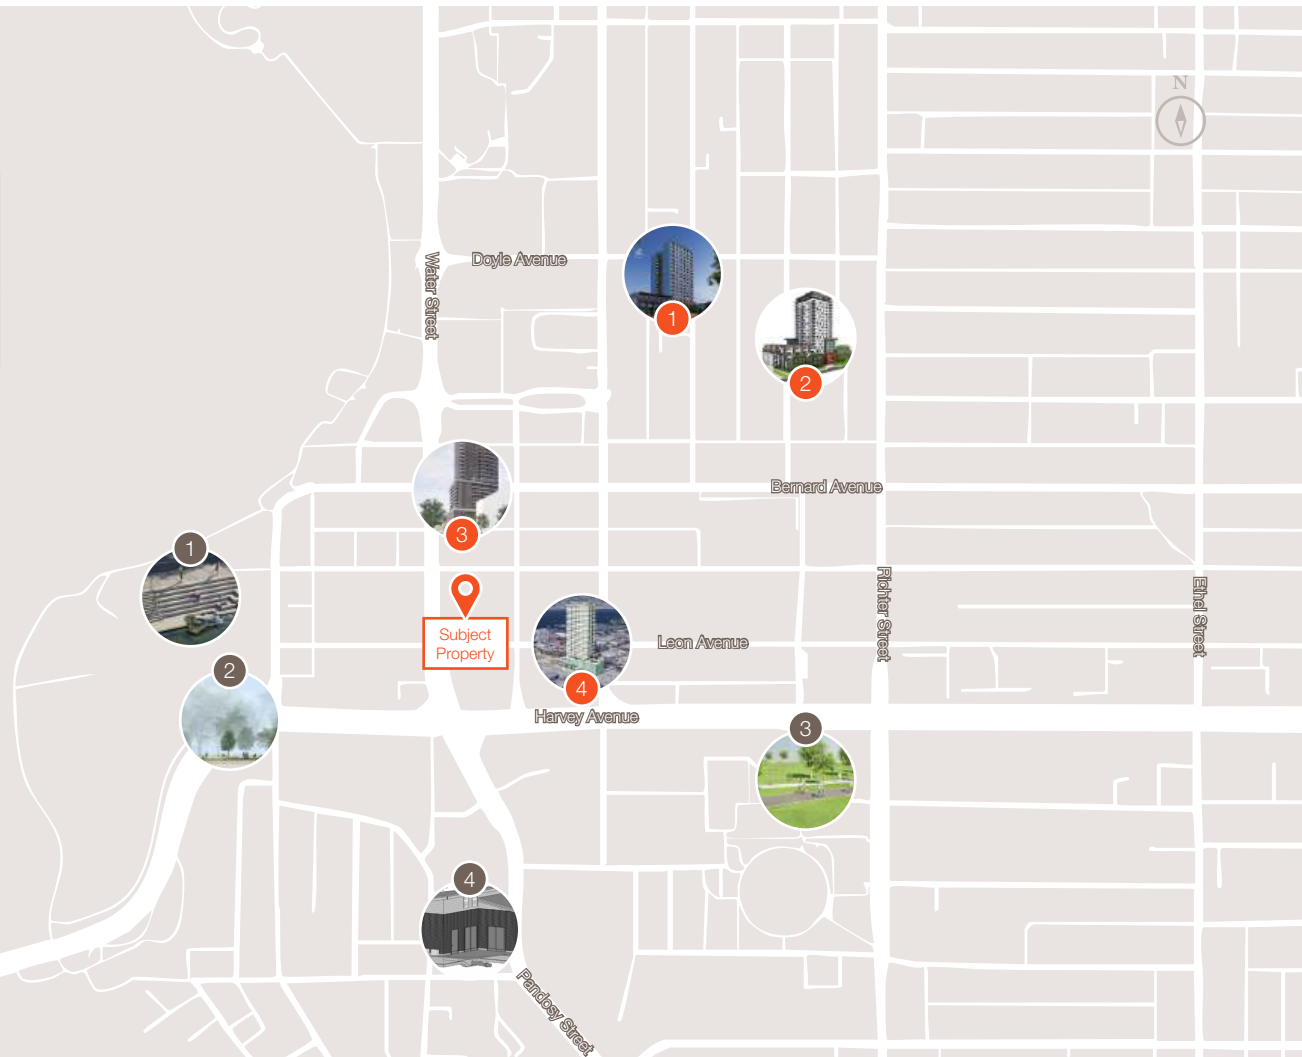 N
Doyle Avenue
Water Street
1
2
Bernard Avenue
3
1
Richter Street
Ethel Street
Subject
Property
Leon Avenue
2
4
Harvey Avenue
3
4
Pandosy Street